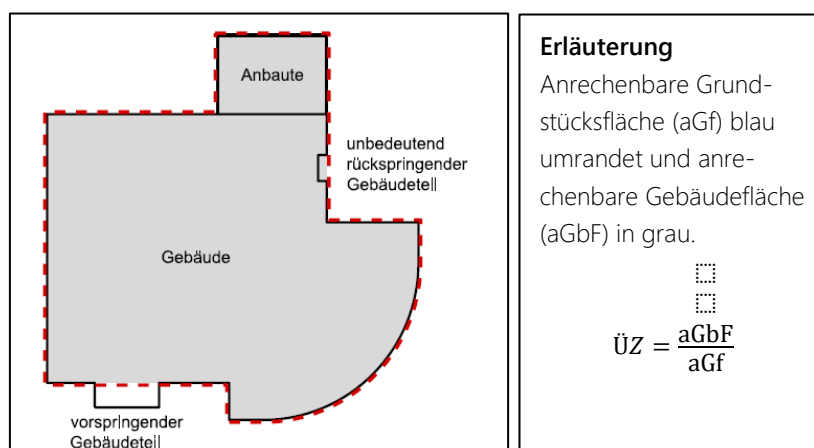 Anbaute
unbedeutend
rückspringender
Gebäudeteil
Gebäude
vorspringender
Gebäudeteil
Erläuterung
Anrechenbare Grund-
stücksfläche (aGf) blau
umrandet und anre-
chenbare Gebäudefläche
(aGbF) in grau.
ÜZ = aGbF
aGf